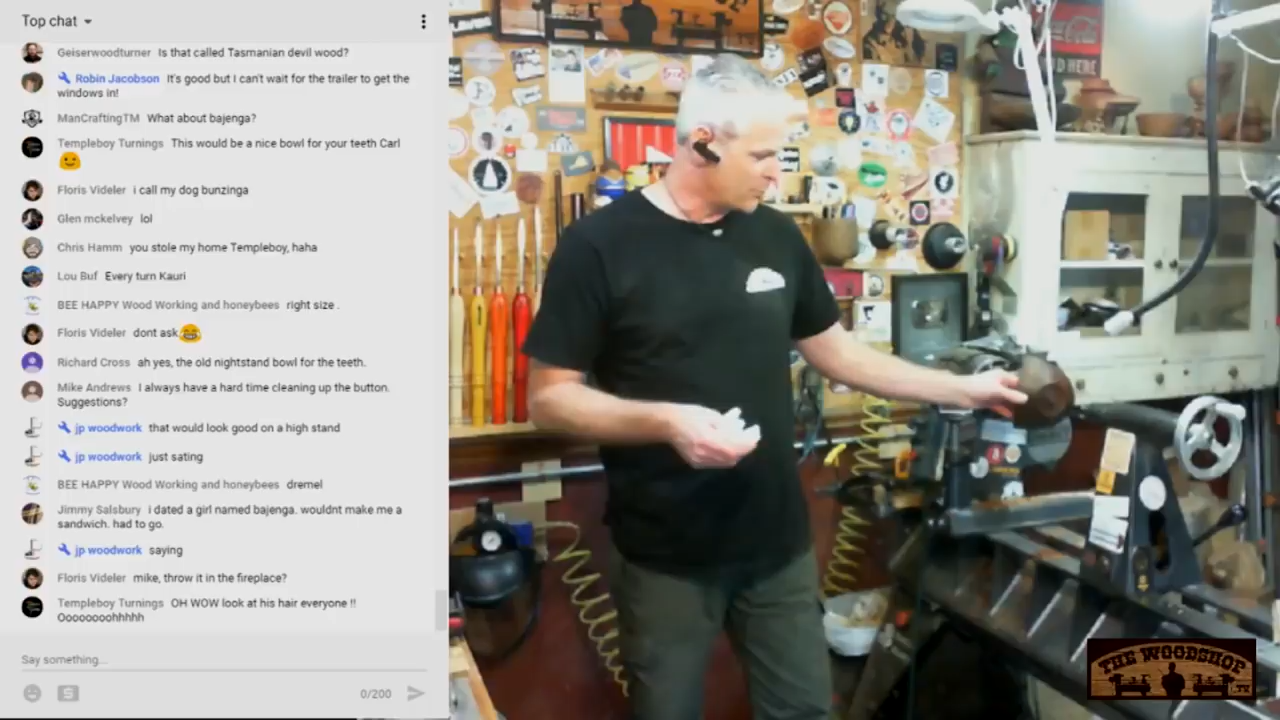 Top chat
Geiserwoodturner Is that called Tasmanian devil wood?
Robin Jacobson It's good but I can't wait for the trailer to get the
windows in!
ManCraftingTM What about bajenga?
Templeboy Turnings This would be a nice bowl for your teeth Carl
Floris Videler i call my dog bunzinga
Glen mckelvey lol
Chris Hamm you stole my home Templeboy, haha
Lou Buf Every turn Kauri
BEE HAPPY Wood Working and honeybees right size .
Floris Videler dont ask
Richard Cross ah yes, the old nightstand bowl for the teeth.
Mike Andrews I always have a hard time cleaning up the button.
Suggestions?
jp woodwork that would look good on a high stand
jp woodwork just sating
BEE HAPPY Wood Working and honeybees dremel
Jimmy Salsbury i dated a girl named bajenga. wouldnt make me a
sandwich. had to go.
jp woodwork saying
Floris Videler mike, throw it in the fireplace?
Templeboy Turnings OH WOW look at his hair everyone !!
Oooooooohhhhh
Say something...
0/200
Coca-Cola
HERE
THE WOODSHOP